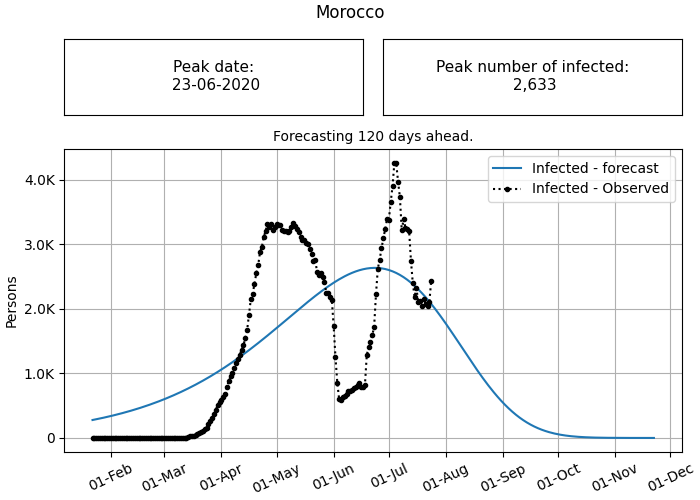 Morocco
Peak date:
23-06-2020
Peak number of infected:
2,633
Forecasting 120 days ahead.
Infected - forecast
Infected - Observed
4.0K
3.0K
2.0K
1.0K
0
Persons
01-Feb
01-Mar
01-Apr
01-May
01-Jun
01-Jul
01-Aug
01-Sep
01-Oct
01-Nov
01-Dec